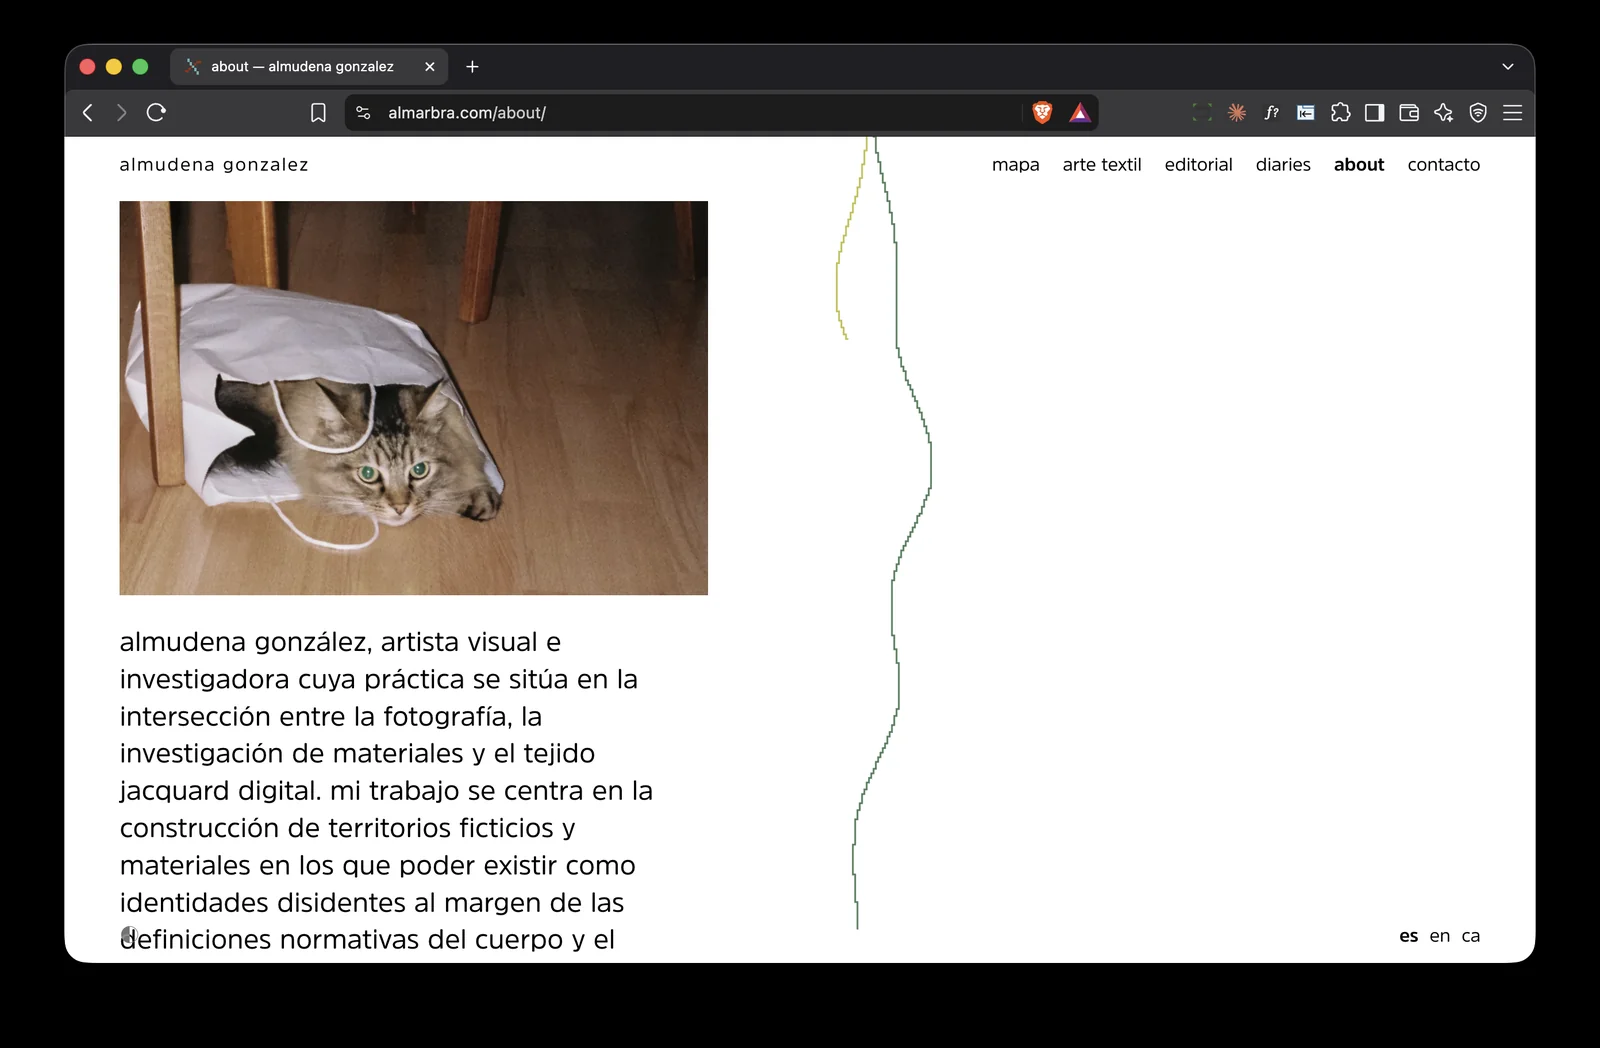 about — almudena gonzalez
almarbra.com/about/
f?
almudena gonzalez
mapa arte textil editorial diaries about contacto
almudena gonzález, artista visual e
investigadora cuya práctica se sitúa en la
intersección entre la fotografía, la
investigación de materiales y el tejido
jacquard digital. mi trabajo se centra en la
construcción de territorios ficticios y
materiales en los que poder existir como
identidades disidentes al margen de las
definiciones normativas del cuerpo y el
es en ca